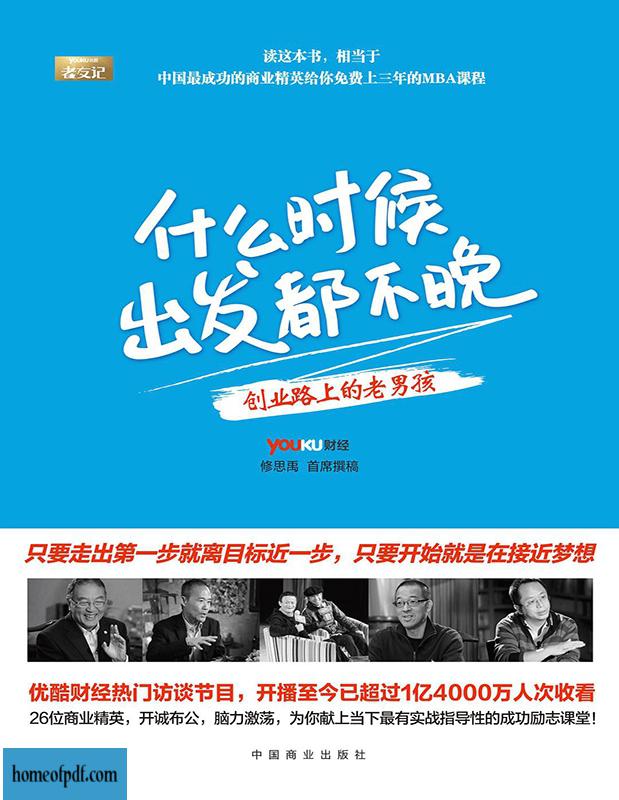 YOUKU优酷
老友记
读这本书，相当于
中国最成功的商业精英给你免费上三年的MBA课程
什么时候
出发都不晚
创业路上的老男孩
YOUKU财经
修思禹 首席撰稿
只要走出第一步就离目标近一步，只要开始就是在接近梦想
优酷财经热门访谈节目，开播至今已超过1亿4000万人次收看
26位商业精英，开诚布公，脑力激荡，为你献上当下最有实战指导性的成功励志课堂！
中国商业出版社
homeofpdf.com